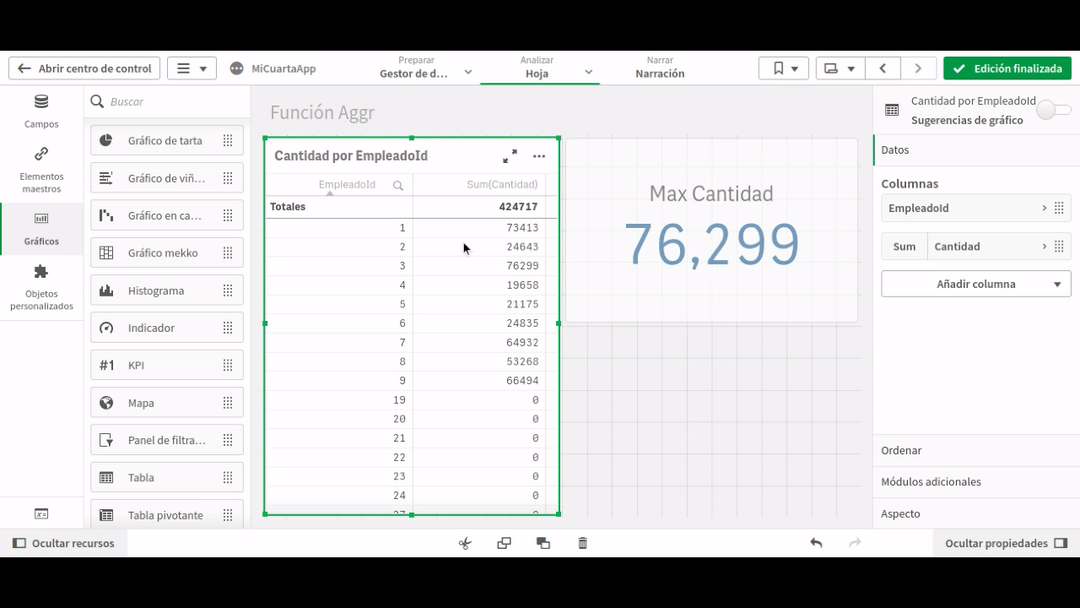 Abrir centro de control
MiCuartaApp
Preparar
Gestor de d...
Analizar
Hoja
Narrar
Narración
Edición finalizada
Campos
Elementos
maestros
Gráficos
Objetos
personalizados
Buscar
Gráfico de tarta
Gráfico de viñ...
Gráfico en ca...
Gráfico mekko
Histograma
Indicador
#1 KPI
Mapa
Panel de filtra...
Tabla
Tabla pivotante
Función Aggr
Cantidad por EmpleadoId
EmpleadoId Sum(Cantidad)
Totales 424717
1 73413
2 24643
3 76299
4 19658
5 21175
6 24835
7 64932
8 53268
9 66494
19 0
20 0
21 0
22 0
23 0
24 0
27 0
Max Cantidad
76,299
Cantidad por EmpleadoId
Sugerencias de gráfico
Datos
Columnas
EmpleadoId
Sum Cantidad
Añadir columna
Ordenar
Módulos adicionales
Aspecto
Ocultar recursos
Ocultar propiedades